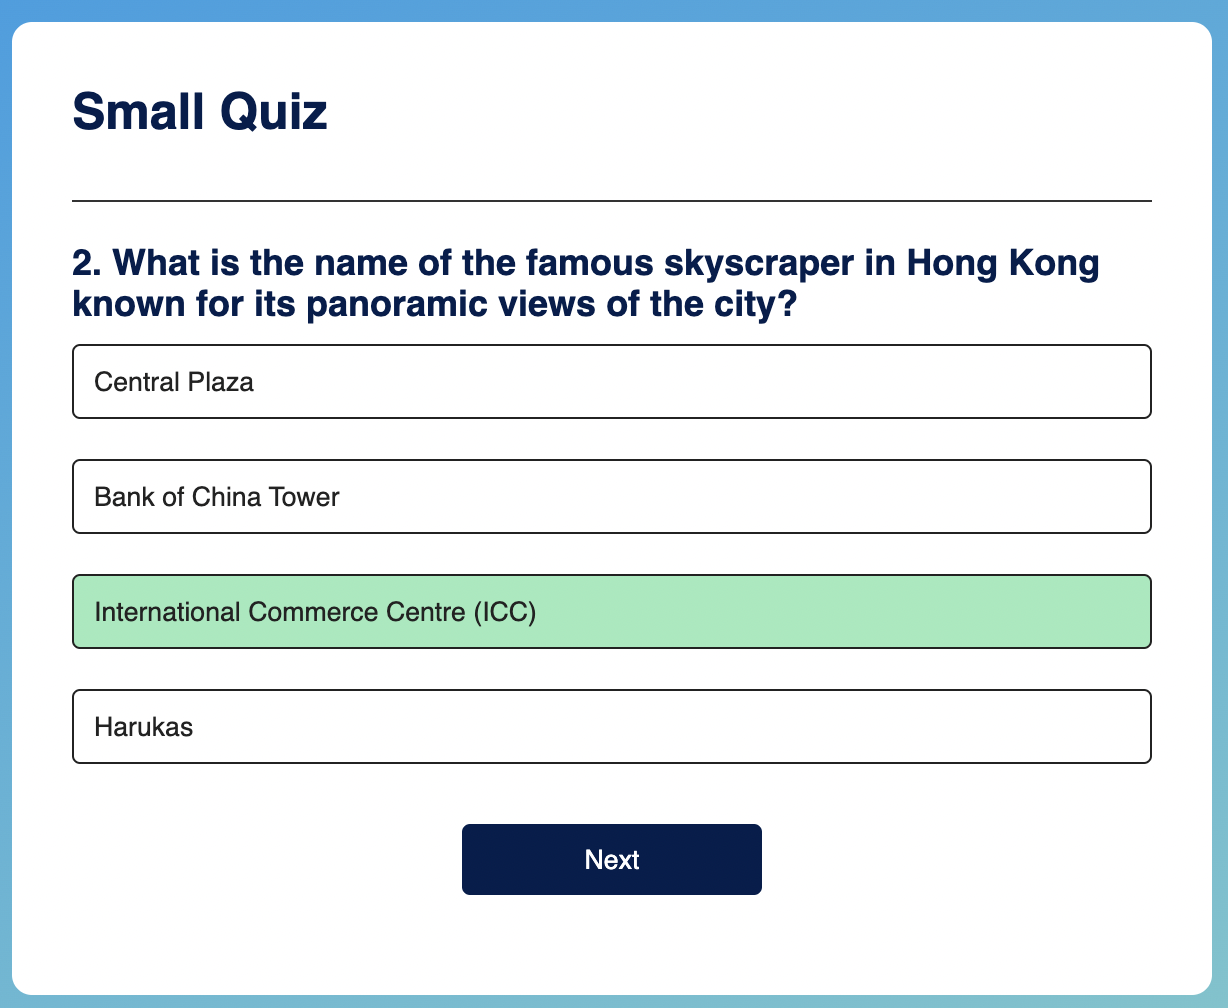 Small Quiz
2. What is the name of the famous skyscraper in Hong Kong
known for its panoramic views of the city?
Central Plaza
Bank of China Tower
International Commerce Centre (ICC)
Harukas
Next